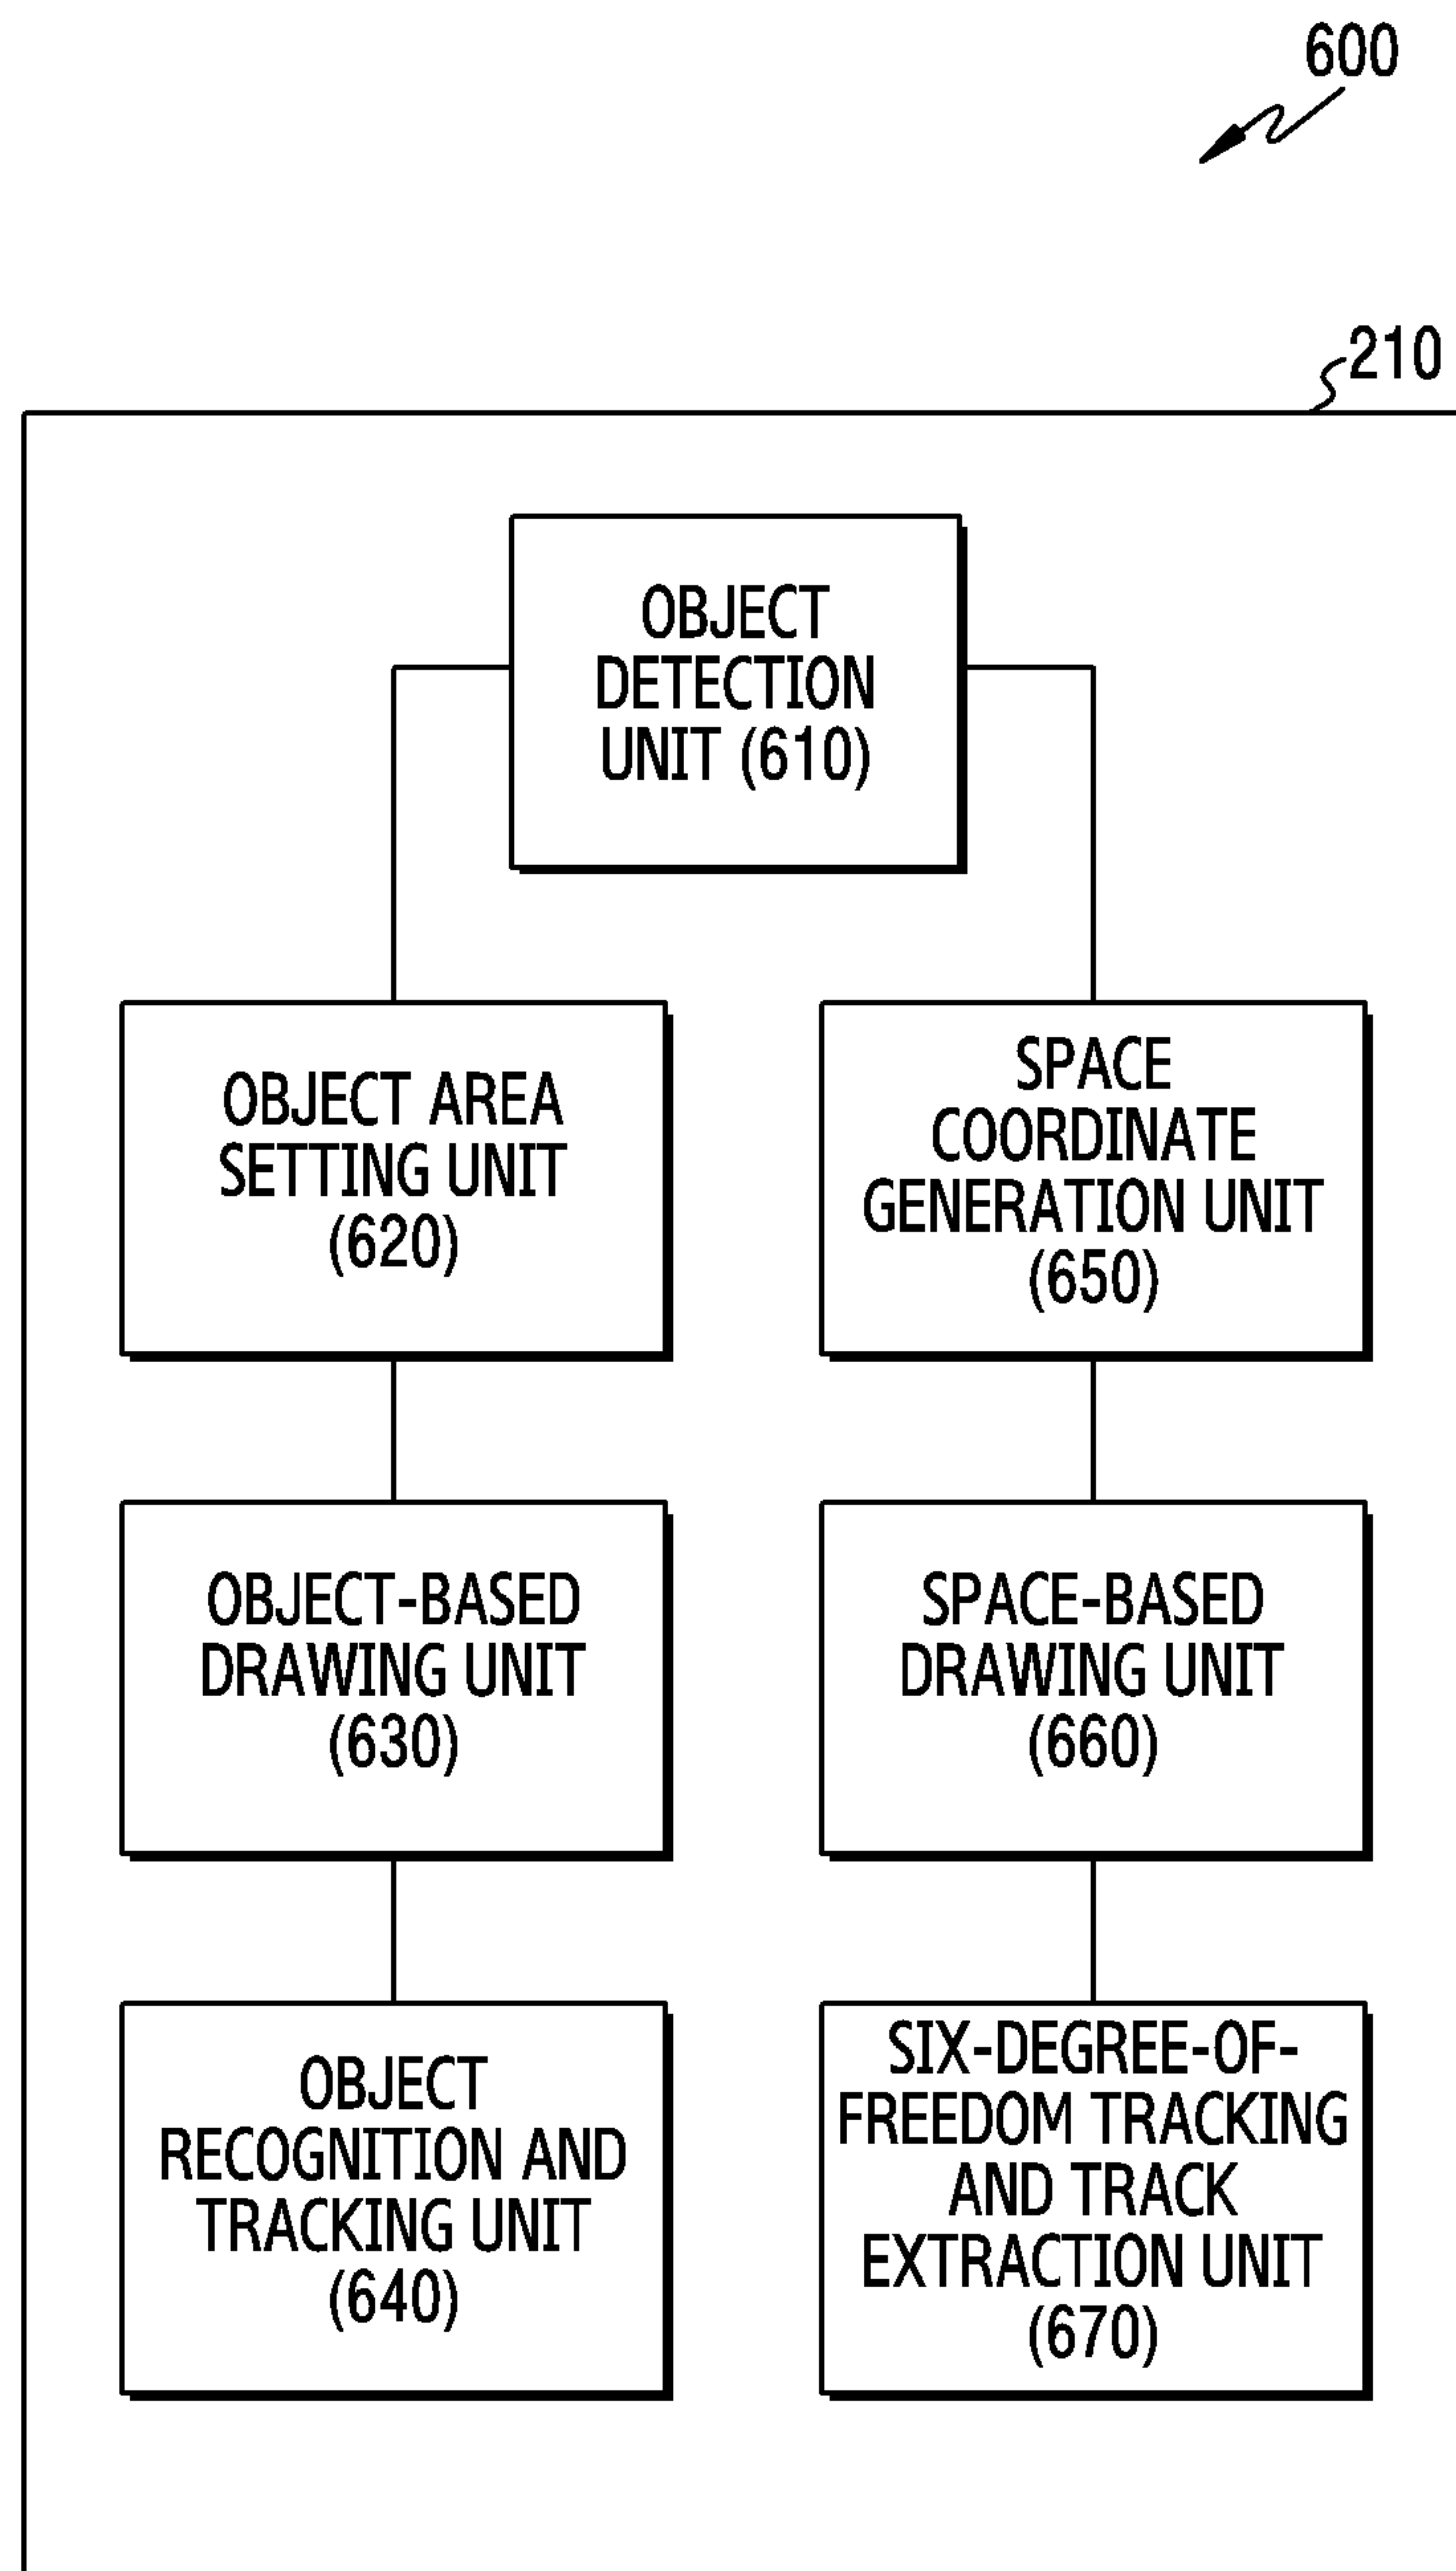 600
210
OBJECT
DETECTION
UNIT (610)
OBJECT AREA
SETTING UNIT
(620)
SPACE
COORDINATE
GENERATION UNIT
(650)
OBJECT-BASED
DRAWING UNIT
(630)
SPACE-BASED
DRAWING UNIT
(660)
OBJECT
RECOGNITION AND
TRACKING UNIT
(640)
SIX-DEGREE-OF-
FREEDOM TRACKING
AND TRACK
EXTRACTION UNIT
(670)